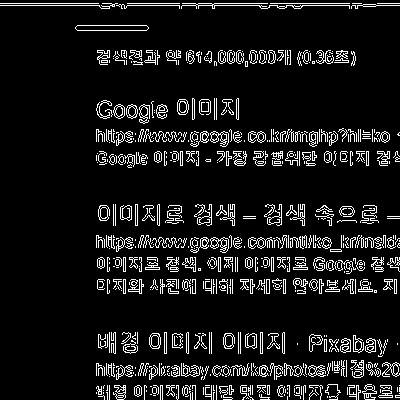 검색결과 약 614,000,000개 (0.36초)
Google 이미지
https://www.google.co.kr/imghp?hl=ko
Google 이미지 - 가장 광범위한 이미지 검색
이미지로 검색 – 검색 속으로 –
https://www.google.com/intl/ko_kr/insid
이미지로 검색. 이제 이미지로 Google 검색
미지와 사진에 대해 자세히 알아보세요. 지
배경 이미지 이미지 · Pixabay ·
https://pixabay.com/ko/photos/배경%20
배경 이미지에 대한 멋진 이미지를 다운로드